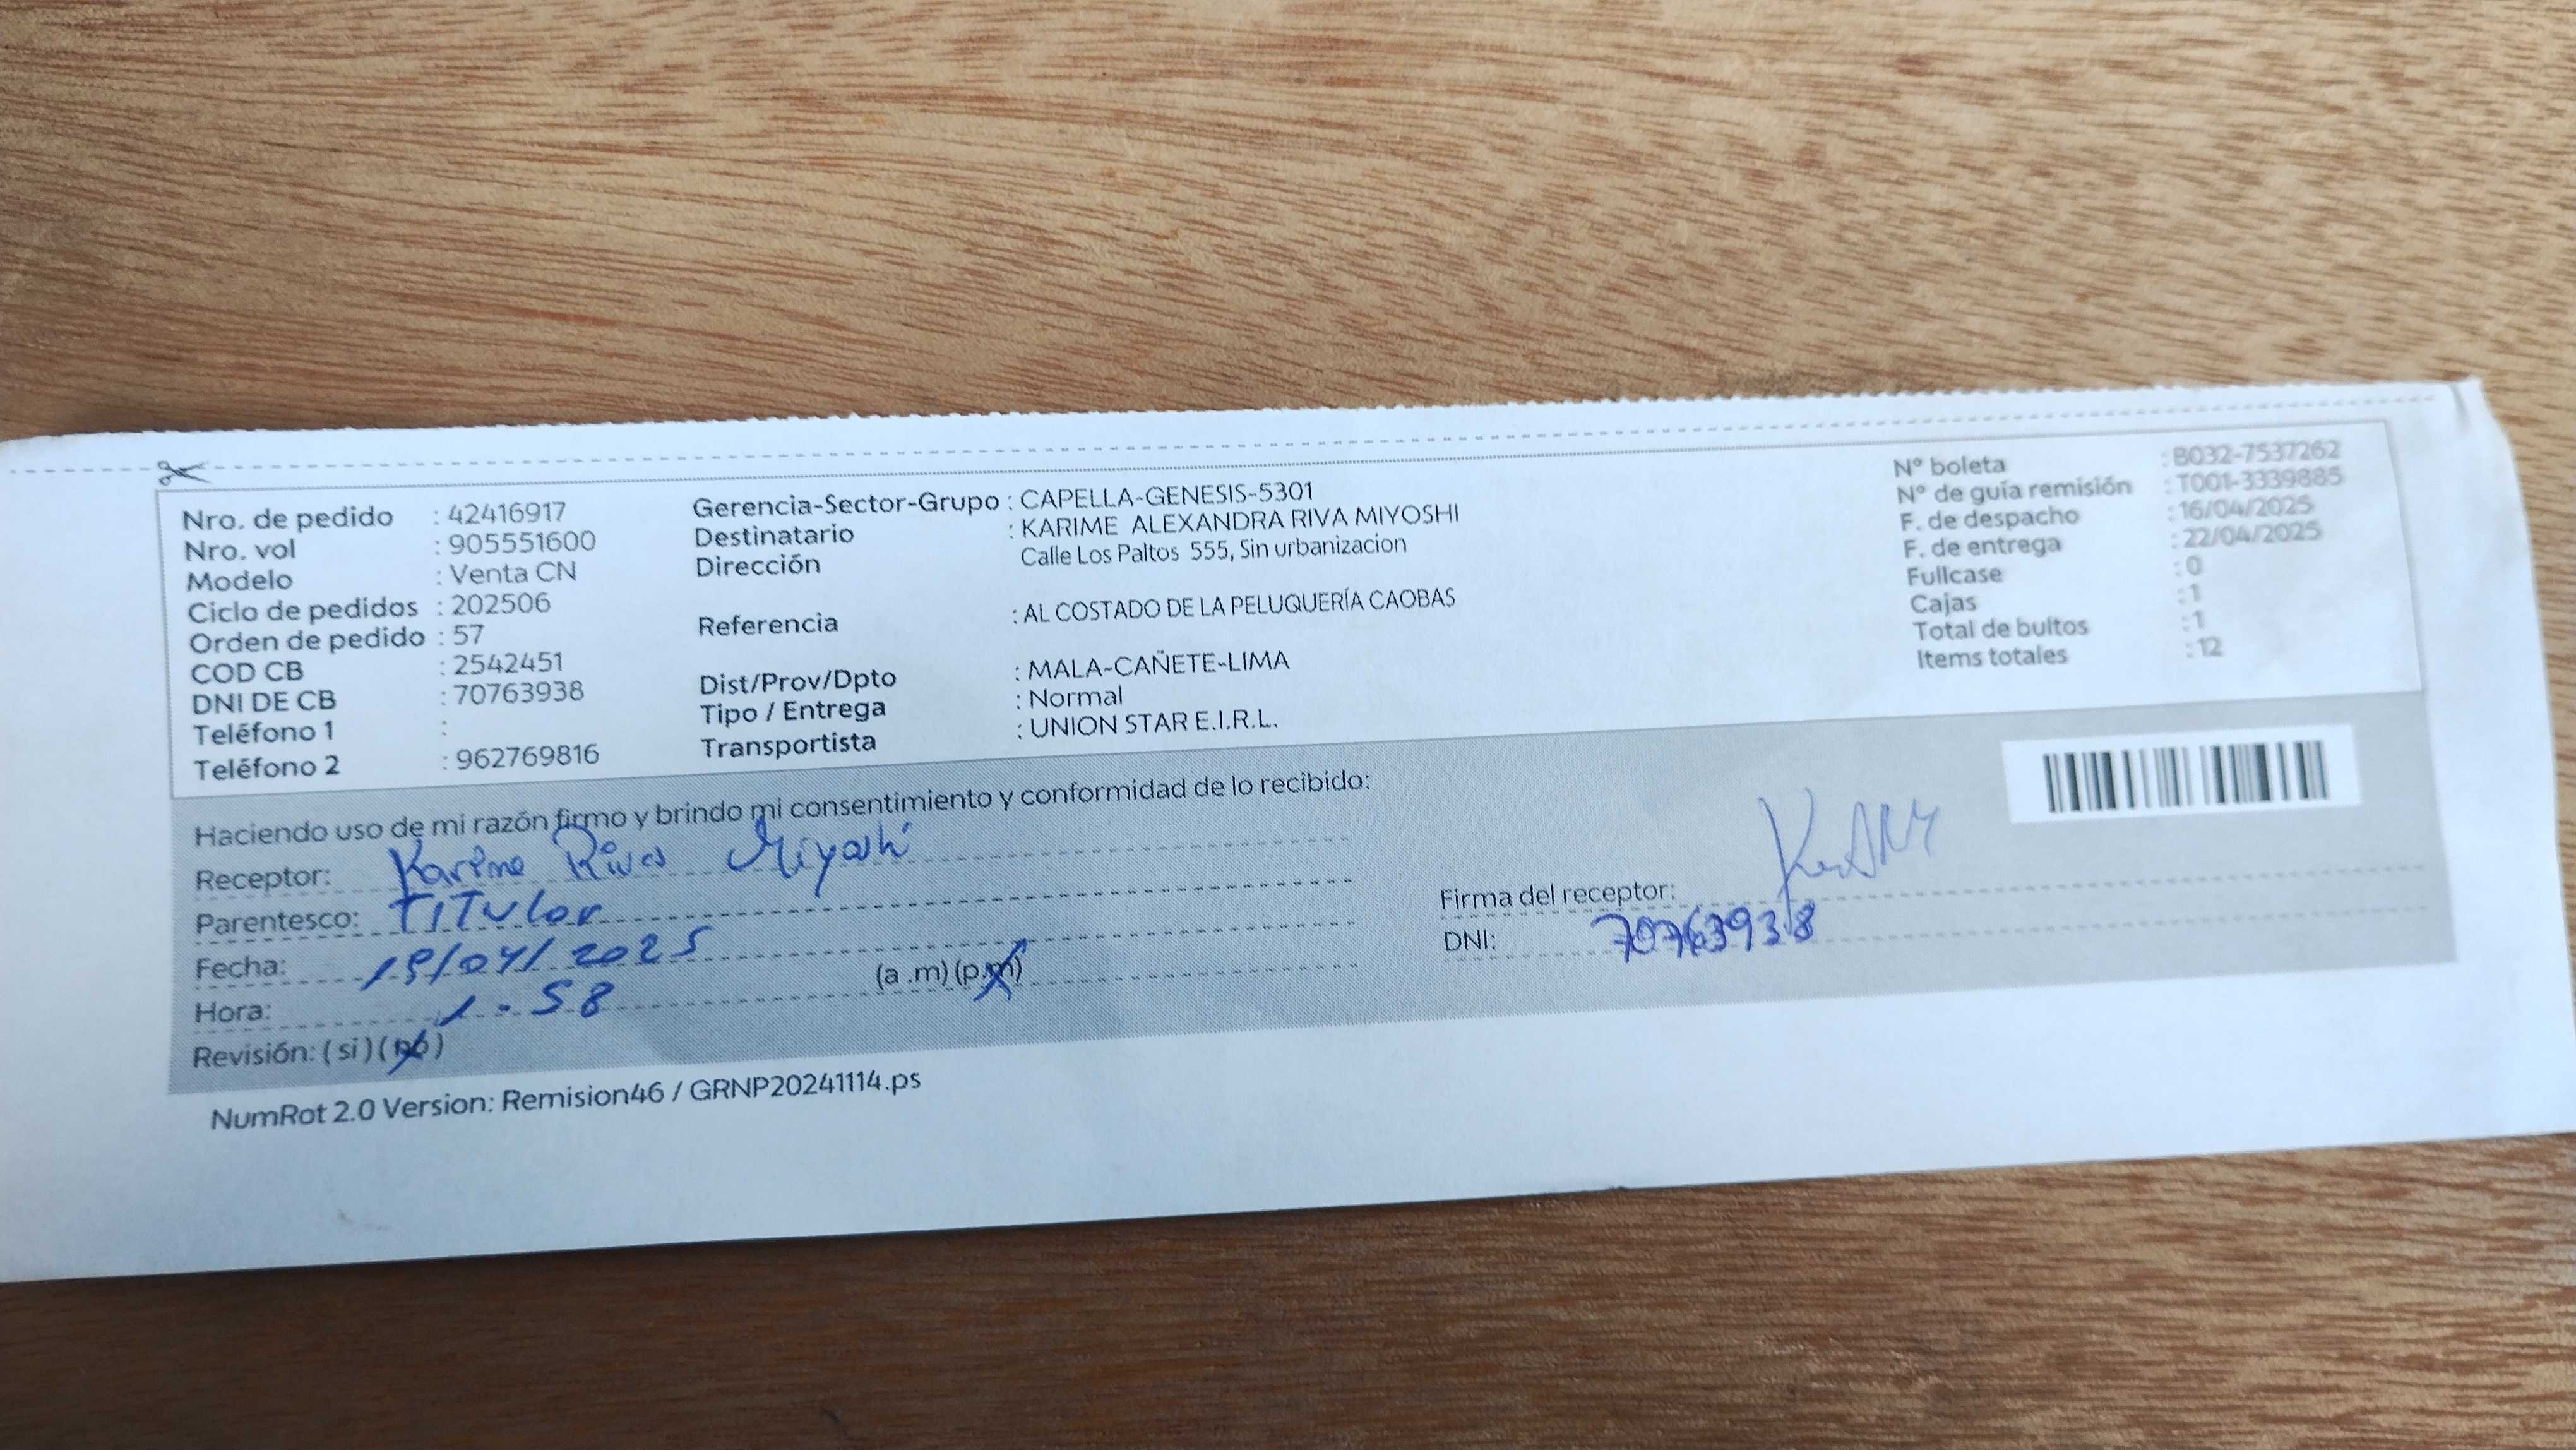 Nro. de pedido : 42416917
Nro. vol : 905551600
Modelo : Venta CN
Ciclo de pedidos : 202506
Orden de pedido : 57
COD CB : 2542451
DNI DE CB : 70763938
Teléfono 1 :
Teléfono 2 : 962769816
Gerencia-Sector-Grupo : CAPELLA-GENESIS-5301
Destinatario : KARIME ALEXANDRA RIVA MIYOSHI
Dirección Calle Los Paltos 555, Sin urbanizacion
Referencia : AL COSTADO DE LA PELUQUERÍA CAOBAS
Dist/Prov/Dpto : MALA-CAÑETE-LIMA
Tipo / Entrega : Normal
Transportista : UNION STAR E.I.R.L.
N° boleta : B032-7537262
N° de guía remisión : T001-3339885
F. de despacho : 16/04/2025
F. de entrega : 22/04/2025
Fullcase : 0
Cajas : 1
Total de bultos : 1
Items totales : 12
Haciendo uso de mi razón firmo y brindo mi consentimiento y conformidad de lo recibido:
Receptor: Karime Riva Miyoshi
Parentesco: TITular
Fecha: 19/04/2025
Hora: 1-58 (a .m) (p.m)
Revisión: ( si ) ( no )
Firma del receptor:
DNI: 70763938
NumRot 2.0 Version: Remision46 / GRNP20241114.ps